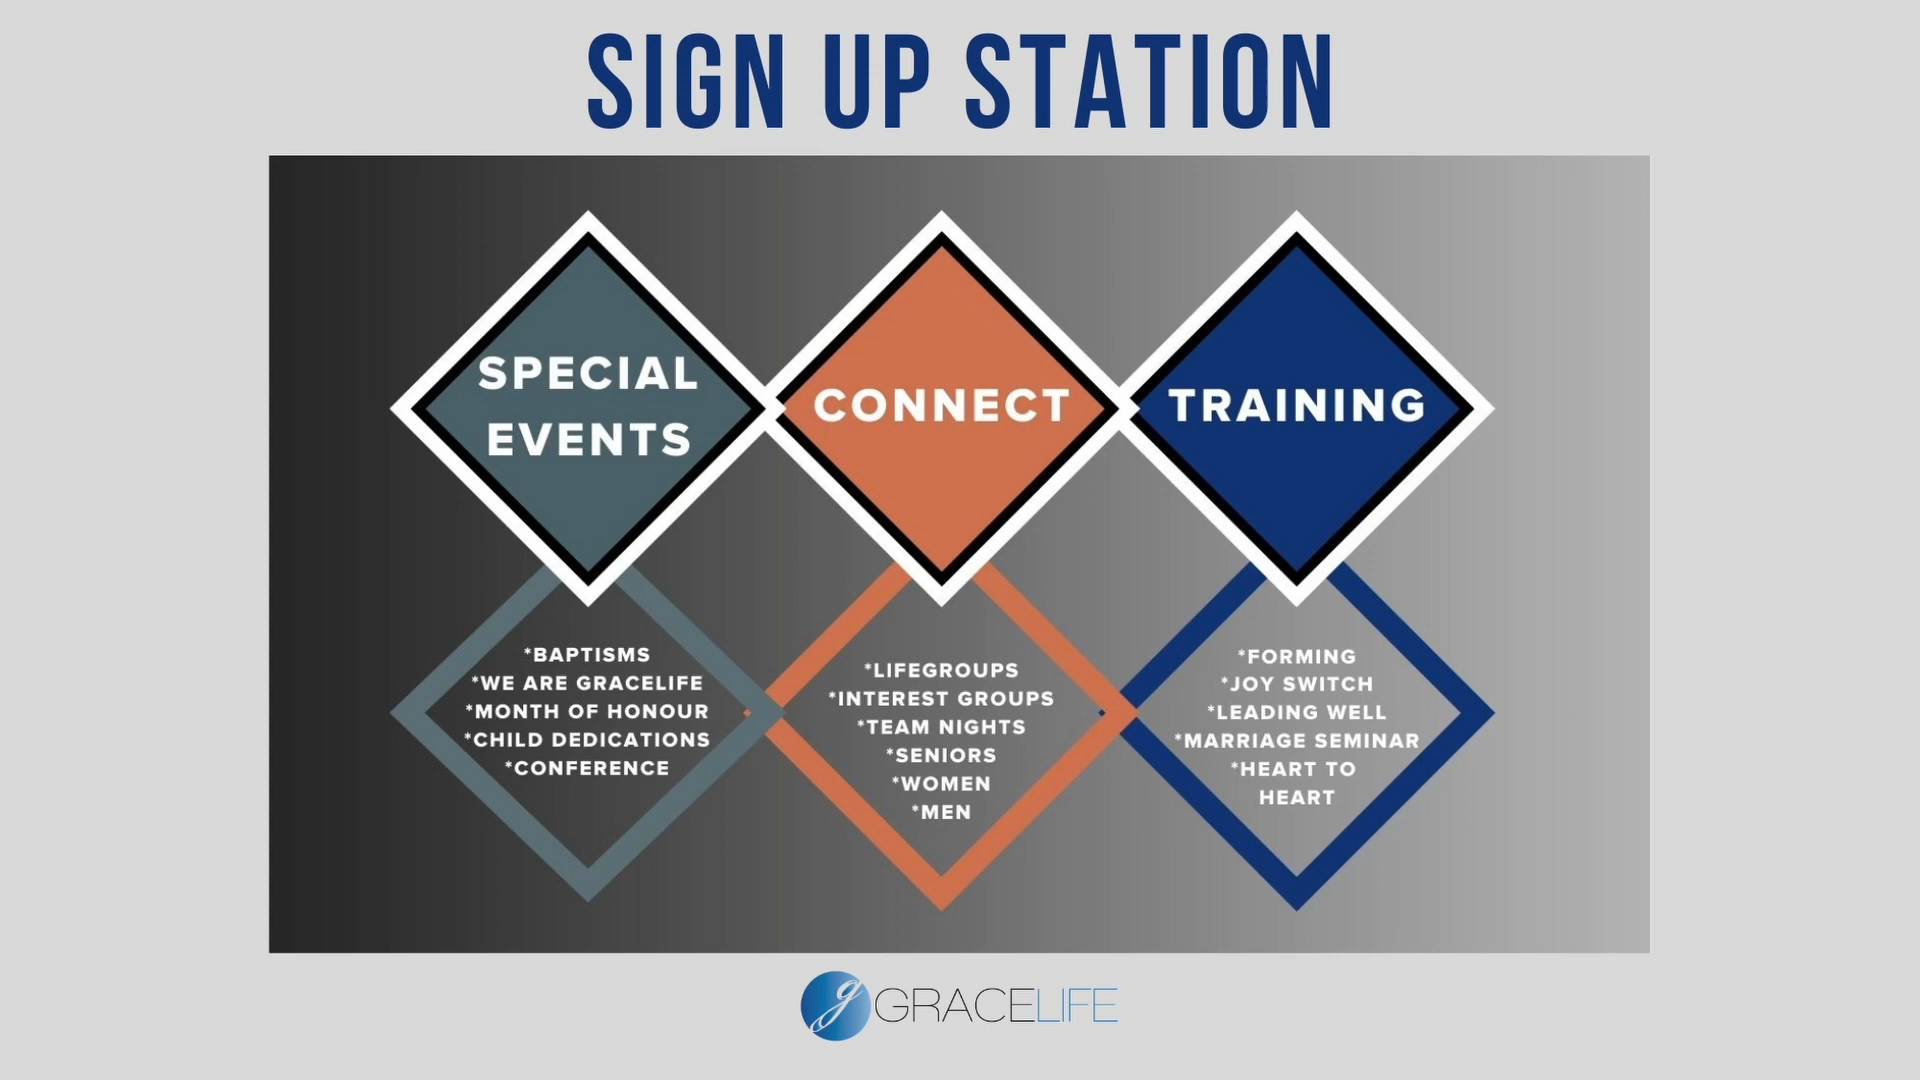 SIGN UP STATION
SPECIAL
EVENTS
CONNECT
TRAINING
*BAPTISMS
*WE ARE GRACELIFE
*MONTH OF HONOUR
*CHILD DEDICATIONS
*CONFERENCE
*LIFEGROUPS
*INTEREST GROUPS
*TEAM NIGHTS
*SENIORS
*WOMEN
*MEN
*FORMING
*JOY SWITCH
*LEADING WELL
*MARRIAGE SEMINAR
*HEART TO
HEART
g GRACELIFE